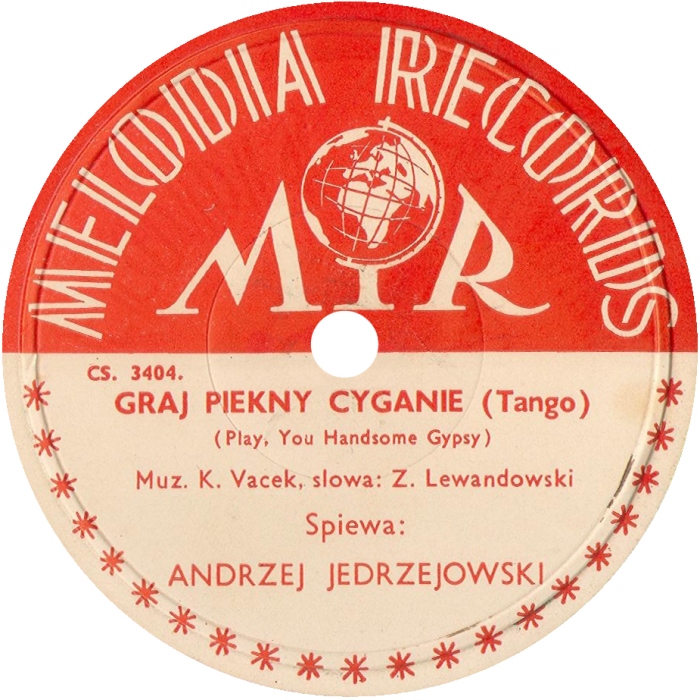 MELODIA RECORDS
MR
CS. 3404.
GRAJ PIEKNY CYGANIE (Tango)
(Play, You Handsome Gypsy)
Muz. K. Vacek, slowa: Z. Lewandowski
Spiewa:
ANDRZEJ JEDRZEJOWSKI